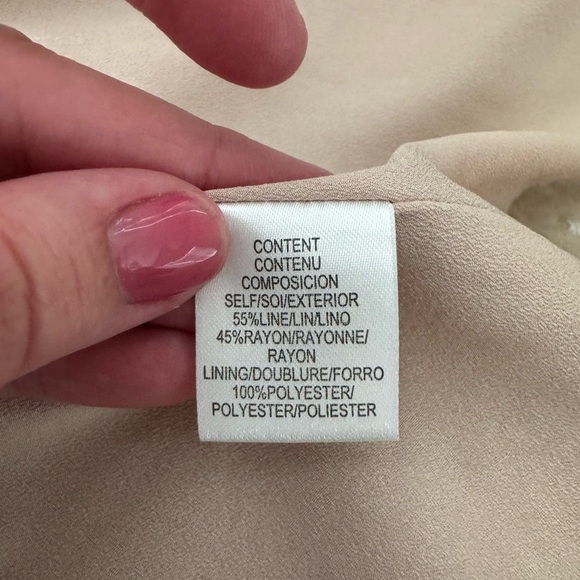 CONTENT
CONTENU
COMPOSICION
SELF/SOI/EXTERIOR
55%LINE/LIN/LINO
45%RAYON/RAYONNE/
RAYON
LINING/DOUBLURE/FORRO
100%POLYESTER/
POLYESTER/POLIESTER